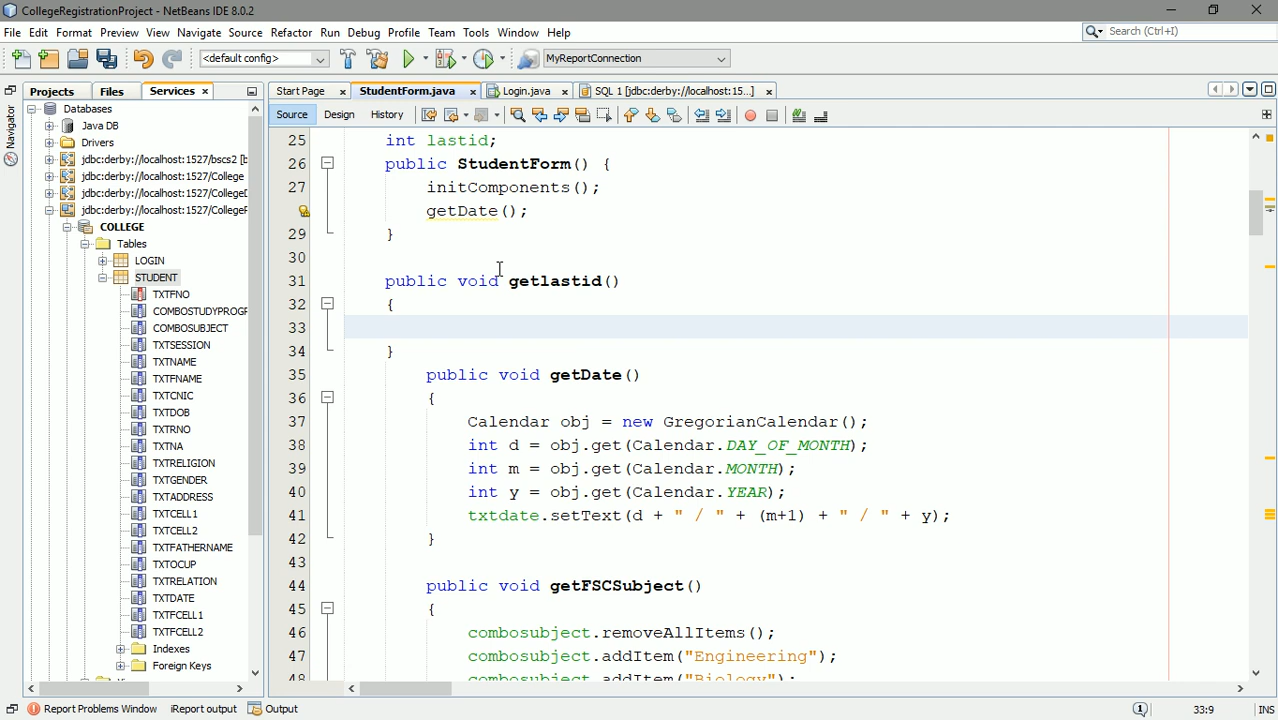 CollegeRegistrationProject - NetBeans IDE 8.0.2
File Edit Format Preview View Navigate Source Refactor Run Debug Profile Team Tools Window Help
Search (Ctrl+I)
<default config>
MyReportConnection
Projects Files Services
Start Page StudentForm.java Login.java SQL 1 [jdbc:derby://localhost:15...]
Navigator
Source Design History
Databases
Java DB
Drivers
jdbc:derby://localhost:1527/bscs2 [b
jdbc:derby://localhost:1527/College
jdbc:derby://localhost:1527/CollegeD
jdbc:derby://localhost:1527/CollegeF
COLLEGE
Tables
LOGIN
STUDENT
TXTFNO
COMBOSTUDYPROGF
COMBOSUBJECT
TXTSESSION
TXTNAME
TXTFNAME
TXTCNIC
TXTDOB
TXTRNO
TXTNA
TXTRELIGION
TXTGENDER
TXTADDRESS
TXTCELL1
TXTCELL2
TXTFATHERNAME
TXTOCUP
TXTRELATION
TXTDATE
TXTFCELL1
TXTFCELL2
Indexes
Foreign Keys
25 int lastid;
26 public StudentForm() {
27 initComponents();
getDate();
29 }
30
31 public void getlastid()
32 {
33
34 }
35 public void getDate()
36 {
37 Calendar obj = new GregorianCalendar();
38 int d = obj.get(Calendar.DAY_OF_MONTH);
39 int m = obj.get(Calendar.MONTH);
40 int y = obj.get(Calendar.YEAR);
41 txtdate.setText(d + " / " + (m+1) + " / " + y);
42 }
43
44 public void getFSCSubject()
45 {
46 combosubject.removeAllItems();
47 combosubject.addItem("Engineering");
48 combosubject.addItem("Biology");
Report Problems Window iReport output Output
1
33:9 INS